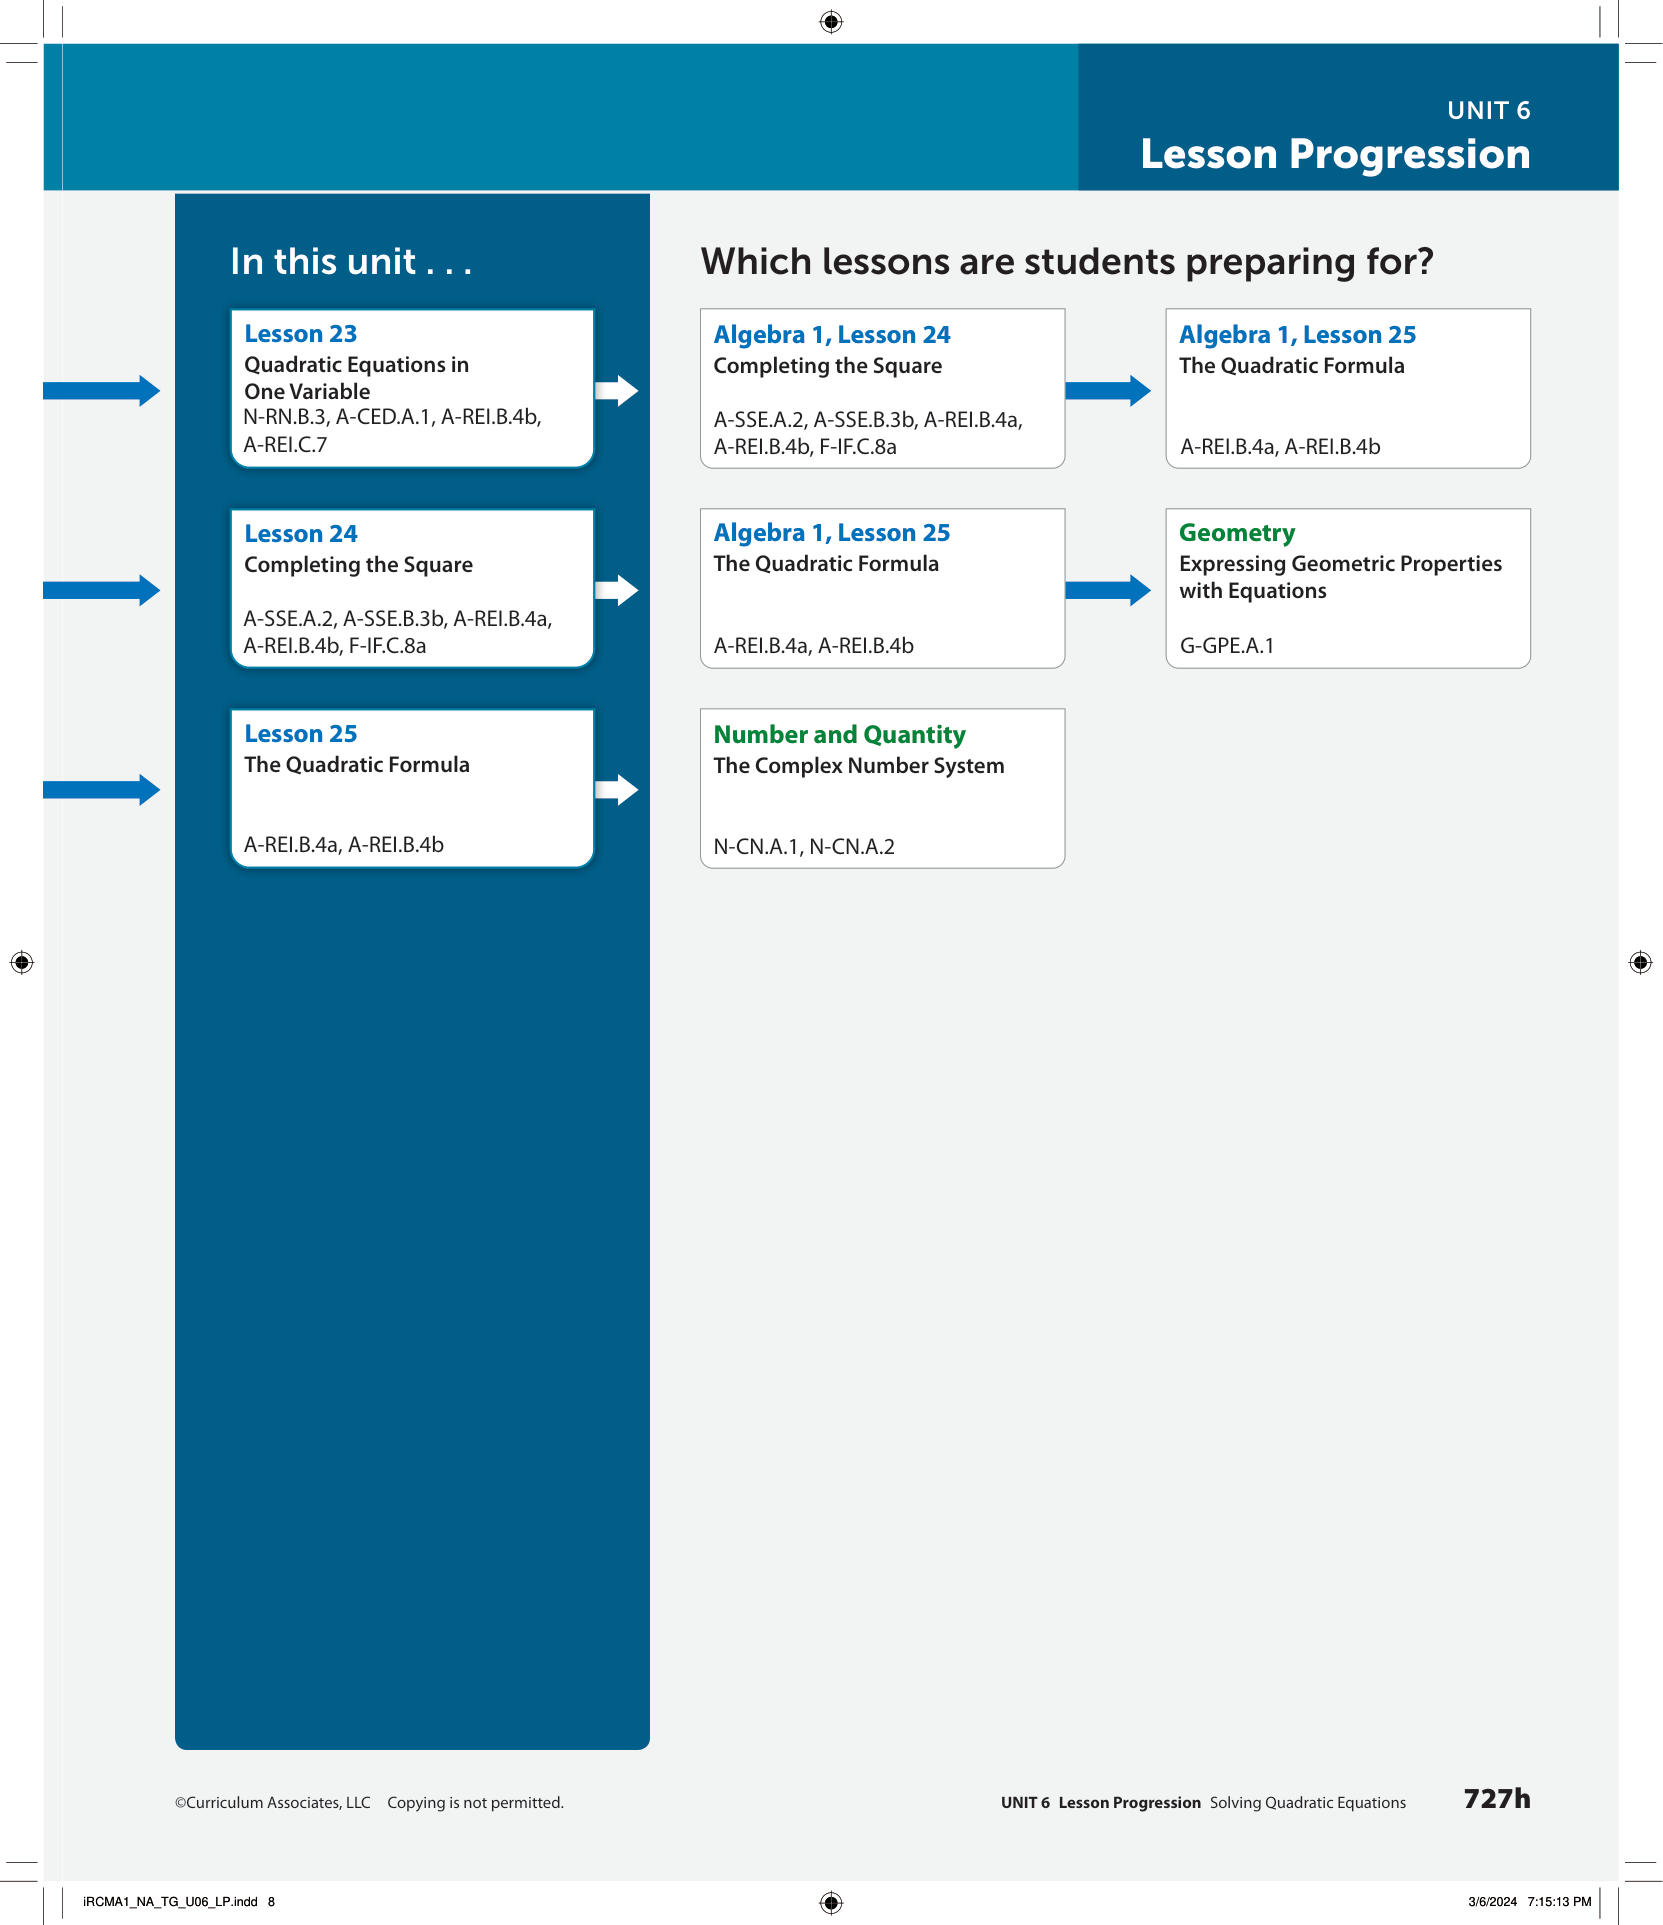 UNIT 6
Lesson Progression
In this unit . . .
Which lessons are students preparing for?
Lesson 23
Quadratic Equations in
One Variable
N-RN.B.3, A-CED.A.1, A-REI.B.4b,
A-REI.C.7
Algebra 1, Lesson 24
Completing the Square
A-SSE.A.2, A-SSE.B.3b, A-REI.B.4a,
A-REI.B.4b, F-IF.C.8a
Algebra 1, Lesson 25
The Quadratic Formula
A-REI.B.4a, A-REI.B.4b
Lesson 24
Completing the Square
A-SSE.A.2, A-SSE.B.3b, A-REI.B.4a,
A-REI.B.4b, F-IF.C.8a
Algebra 1, Lesson 25
The Quadratic Formula
A-REI.B.4a, A-REI.B.4b
Geometry
Expressing Geometric Properties
with Equations
G-GPE.A.1
Lesson 25
The Quadratic Formula
A-REI.B.4a, A-REI.B.4b
Number and Quantity
The Complex Number System
N-CN.A.1, N-CN.A.2
©Curriculum Associates, LLC Copying is not permitted.
UNIT 6 Lesson Progression Solving Quadratic Equations 727h
iRCMA1_NA_TG_U06_LP.indd 8
3/6/2024 7:15:13 PM